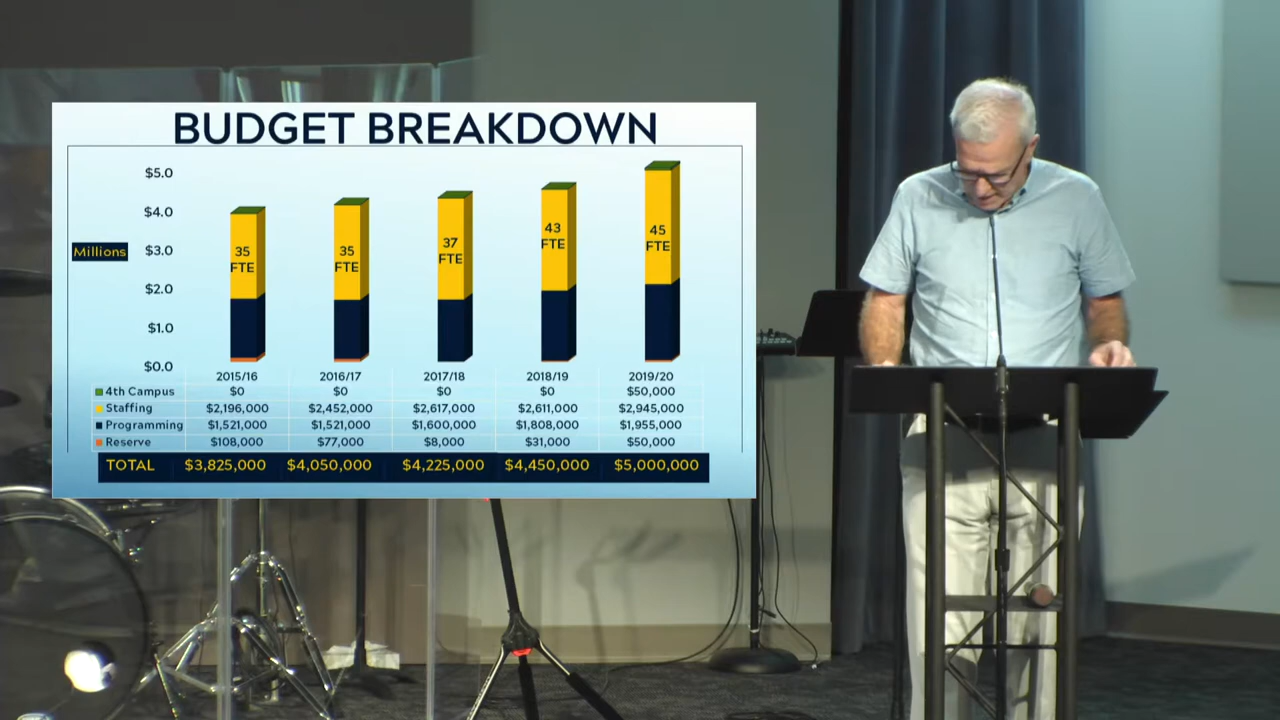 BUDGET BREAKDOWN
$5.0
$4.0
Millions $3.0
$2.0
$1.0
$0.0
35 FTE
35 FTE
37 FTE
43 FTE
45 FTE
2015/16 2016/17 2017/18 2018/19 2019/20
4th Campus $0 $0 $0 $0 $50,000
Staffing $2,196,000 $2,452,000 $2,617,000 $2,611,000 $2,945,000
Programming $1,521,000 $1,521,000 $1,600,000 $1,808,000 $1,955,000
Reserve $108,000 $77,000 $8,000 $31,000 $50,000
TOTAL $3,825,000 $4,050,000 $4,225,000 $4,450,000 $5,000,000